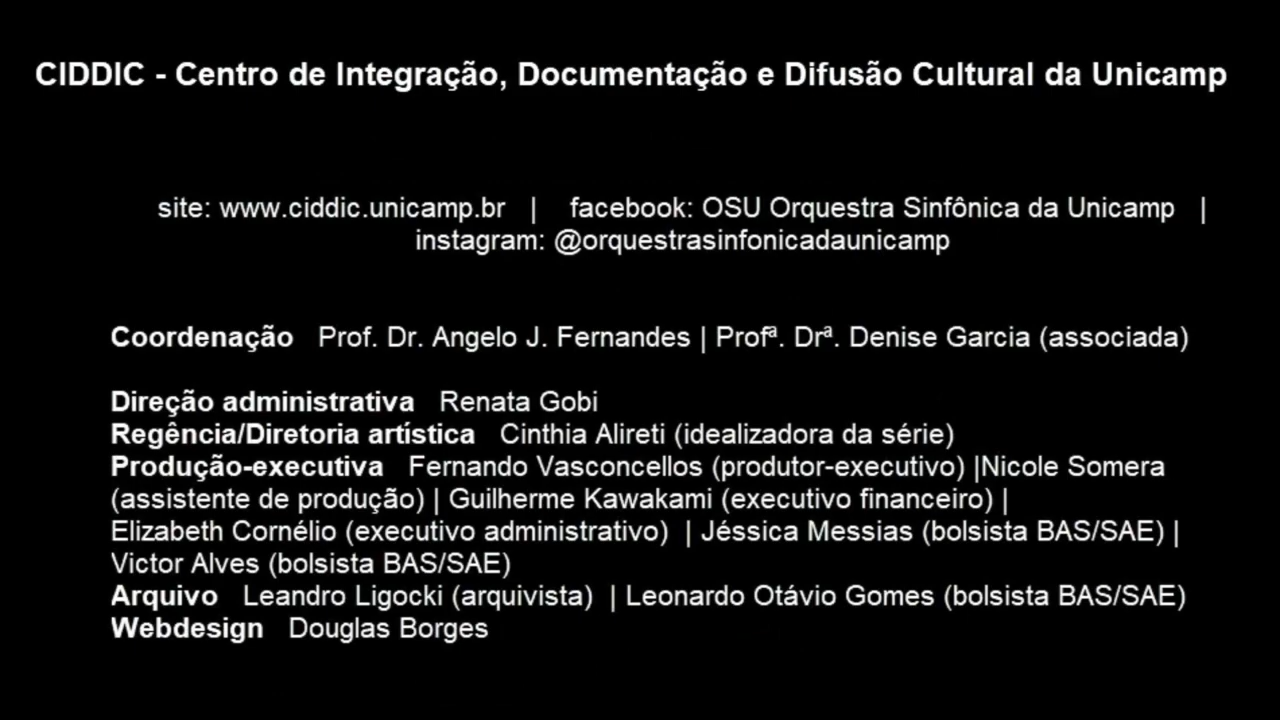 CIDDIC - Centro de Integração, Documentação e Difusão Cultural da Unicamp
site: www.ciddic.unicamp.br | facebook: OSU Orquestra Sinfônica da Unicamp |
instagram: @orquestrasinfonicadaunicamp
Coordenação Prof. Dr. Angelo J. Fernandes | Profª. Drª. Denise Garcia (associada)
Direção administrativa Renata Gobi
Regência/Diretoria artística Cinthia Alireti (idealizadora da série)
Produção-executiva Fernando Vasconcellos (produtor-executivo) |Nicole Somera
(assistente de produção) | Guilherme Kawakami (executivo financeiro) |
Elizabeth Cornélio (executivo administrativo) | Jéssica Messias (bolsista BAS/SAE) |
Victor Alves (bolsista BAS/SAE)
Arquivo Leandro Ligocki (arquivista) | Leonardo Otávio Gomes (bolsista BAS/SAE)
Webdesign Douglas Borges